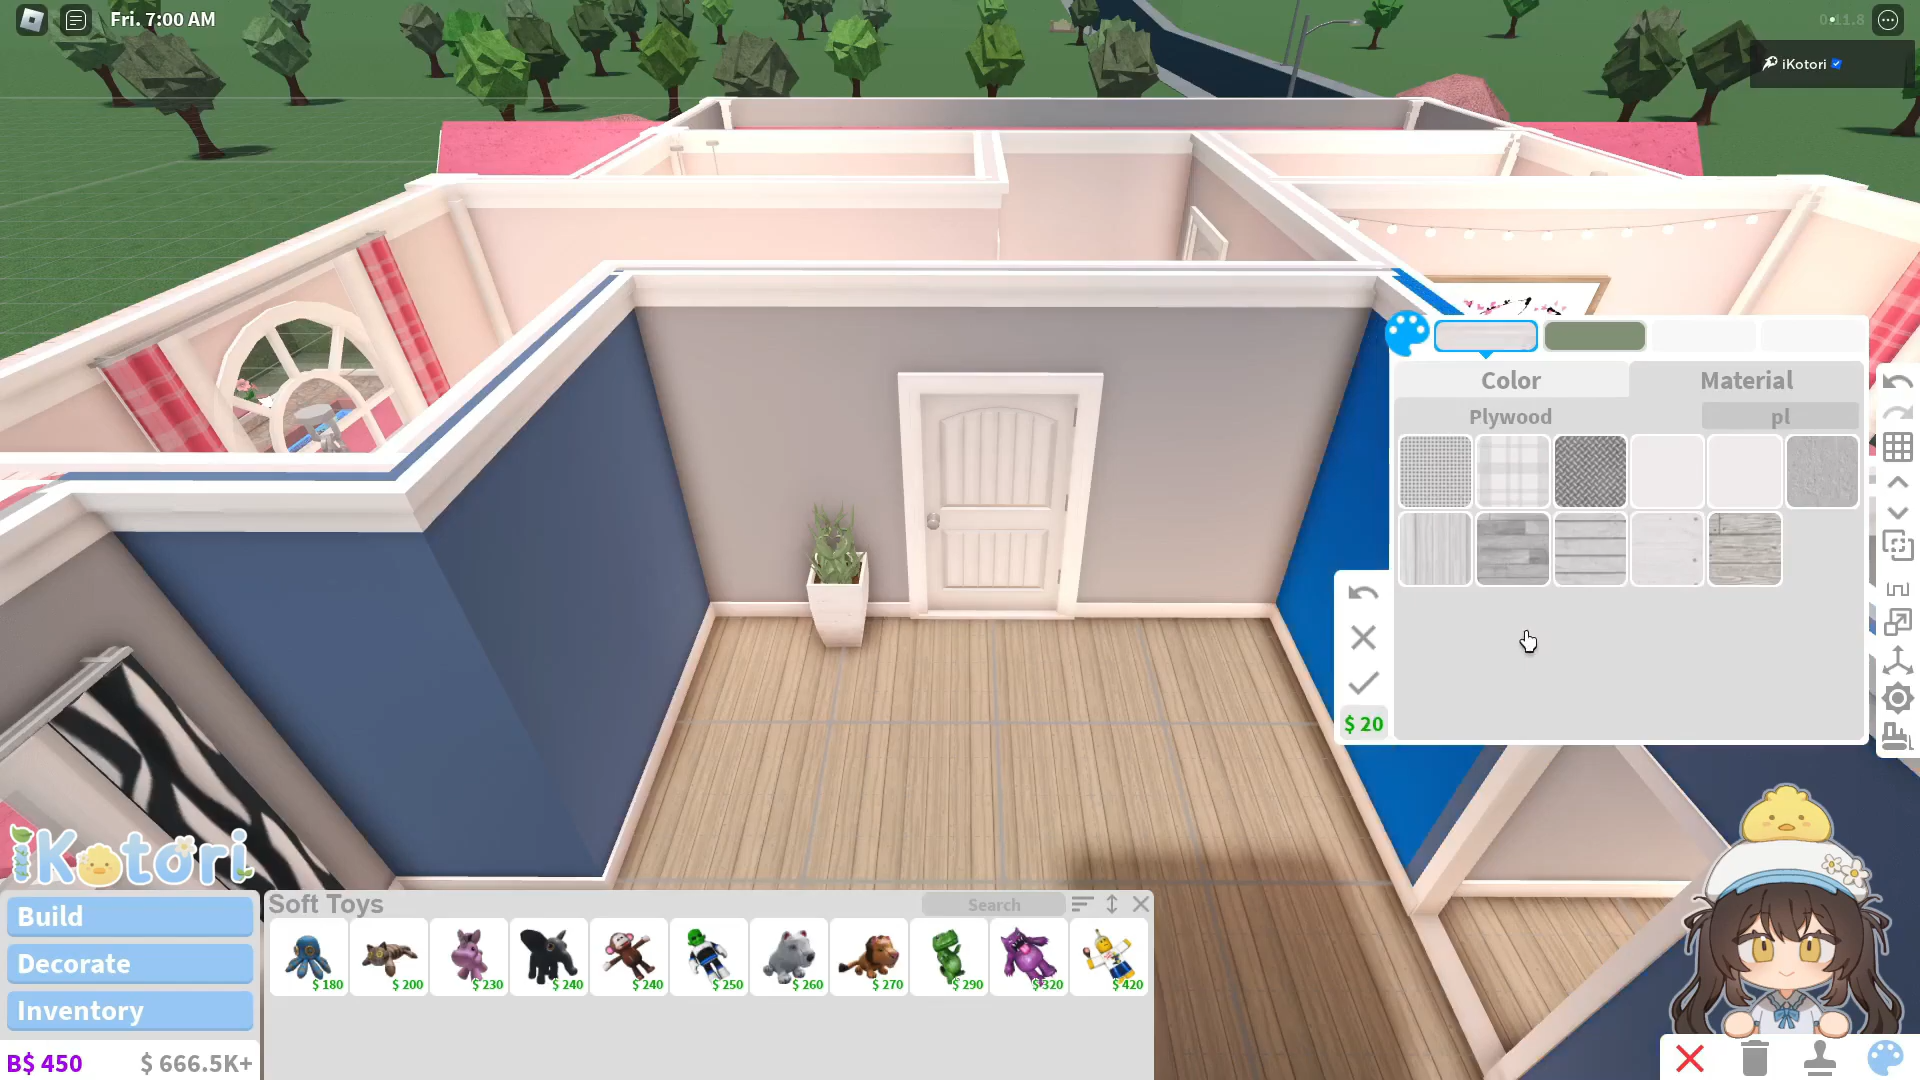 Fri. 7:00 AM
iKotori
Color
Material
Plywood
pl
$ 20
iKotori
Build
Decorate
Inventory
B$ 450
$ 666.5K+
Soft Toys
Search
$ 180
$ 200
$ 230
$ 240
$ 240
$ 250
$ 260
$ 270
$ 290
$ 320
$ 420